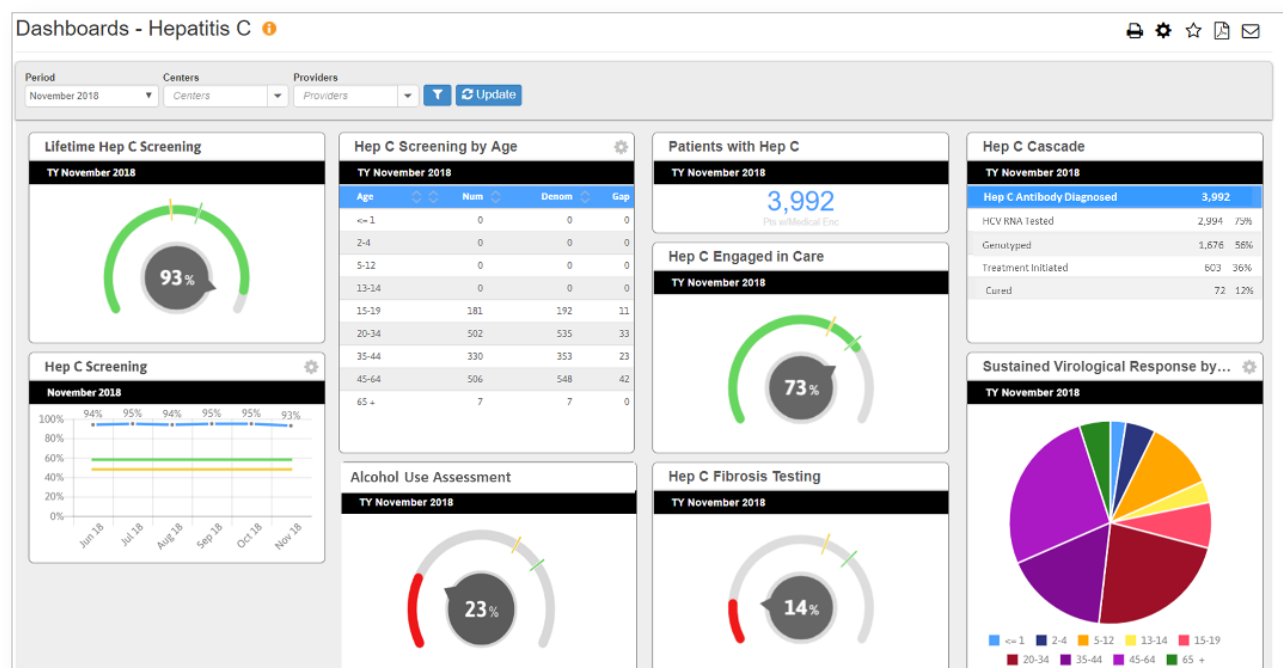 Dashboards - Hepatitis C
Period
Centers
Providers
November 2018
Centers
Providers
Update
Lifetime Hep C Screening
TY November 2018
93%
Hep C Screening
November 2018
94% 95% 94% 95% 95% 93%
100%
80%
60%
40%
20%
0%
Jun 18 Jul 18 Aug 18 Sep 18 Oct 18 Nov 18
Hep C Screening by Age
TY November 2018
Age Num Denom Gap
<= 1 0 0 0
2-4 0 0 0
5-12 0 0 0
13-14 0 0 0
15-19 181 192 11
20-34 502 535 33
35-44 330 353 23
45-64 506 548 42
65 + 7 7 0
Alcohol Use Assessment
TY November 2018
23%
Patients with Hep C
TY November 2018
3,992
Pts w/Medical Enc
Hep C Engaged in Care
TY November 2018
73%
Hep C Fibrosis Testing
TY November 2018
14%
Hep C Cascade
TY November 2018
Hep C Antibody Diagnosed 3,992
HCV RNA Tested 2,994 75%
Genotyped 1,676 56%
Treatment Initiated 603 36%
Cured 72 12%
Sustained Virological Response by...
TY November 2018
<= 1 2-4 5-12 13-14 15-19
20-34 35-44 45-64 65 +